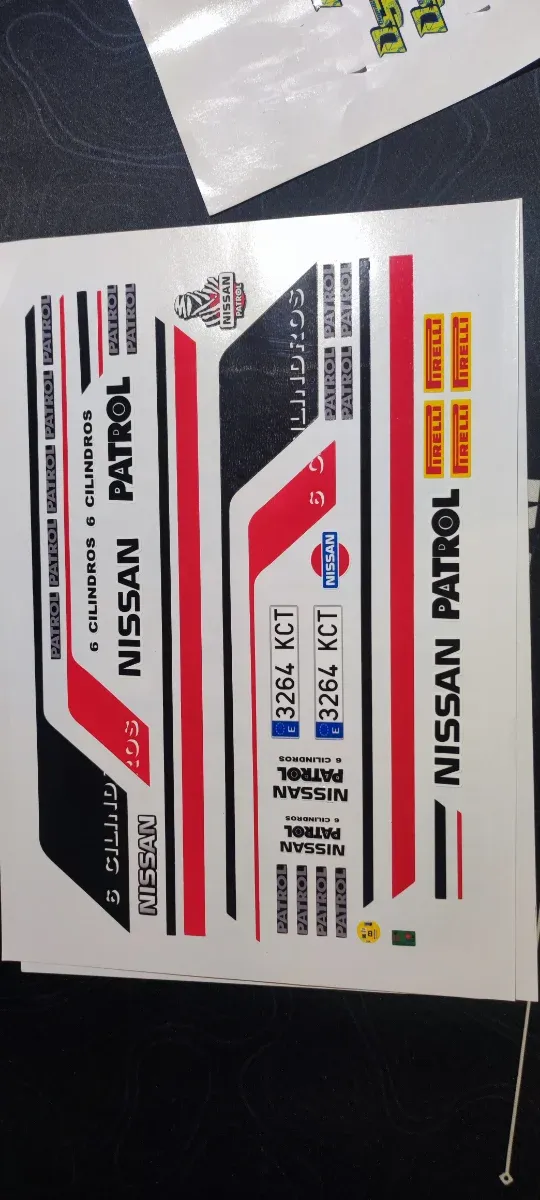 PATROL PATROL PATROL PATROL PATROL
6 CILINDROS 6 CILINDROS
PATROL
PATROL
NISSAN PATROL
6 CILINDROS
NISSAN
NISSAN
PATROL
6 CILINDROS
PATROL PATROL
PATROL PATROL
NISSAN
E 3264 KCT
E 3264 KCT
NISSAN
PATROL
6 CILINDROS
NISSAN
PATROL
6 CILINDROS
PATROL
PATROL
PATROL
PATROL
B
PIRELLI PIRELLI
PIRELLI PIRELLI
NISSAN PATROL